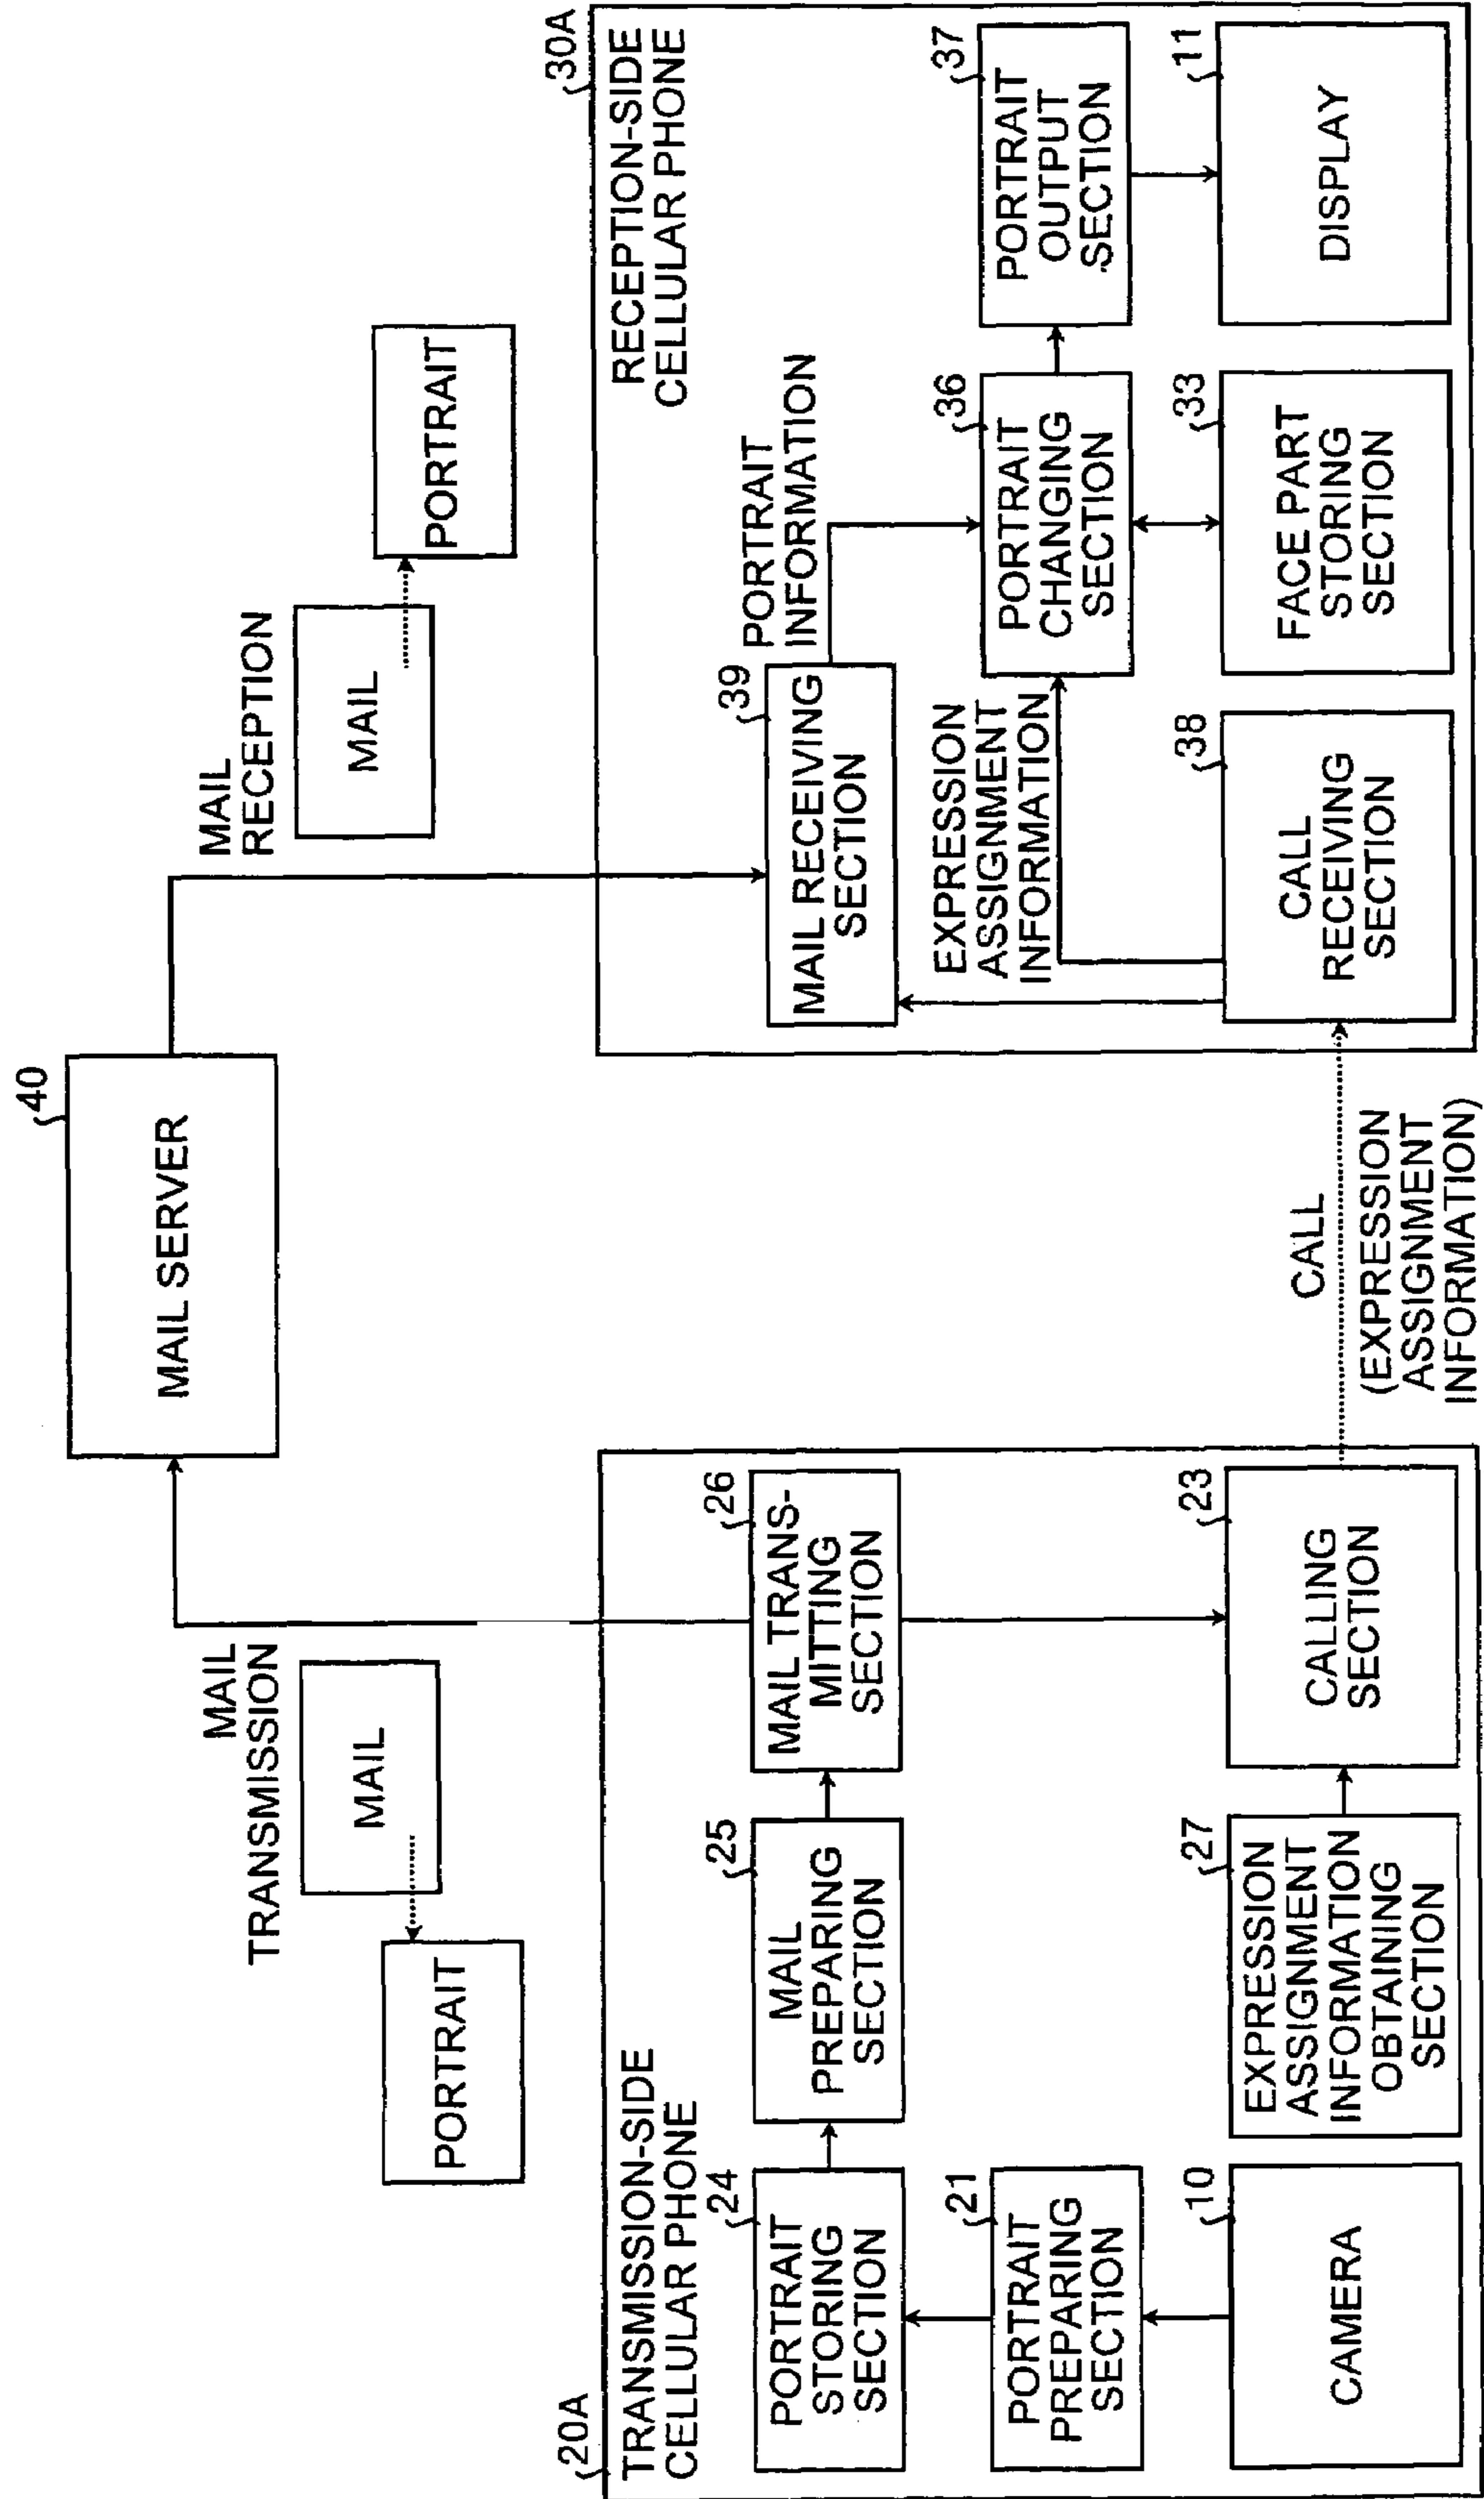 40
MAIL SERVER
MAIL
TRANSMISSION
MAIL
PORTRAIT
MAIL
RECEPTION
MAIL
PORTRAIT
20A
TRANSMISSION-SIDE
CELLULAR PHONE
24
PORTRAIT
STORING
SECTION
25
MAIL
PREPARING
SECTION
26
MAIL TRANS-
MITTING
SECTION
21
PORTRAIT
PREPARING
SECTION
10
CAMERA
27
EXPRESSION
ASSIGNMENT
INFORMATION
OBTAINING
SECTION
23
CALLING
SECTION
CALL
(EXPRESSION
ASSIGNMENT
INFORMATION)
30A
RECEPTION-SIDE
CELLULAR PHONE
39
MAIL RECEIVING
SECTION
PORTRAIT
INFORMATION
EXPRESSION
ASSIGNMENT
INFORMATION
36
PORTRAIT
CHANGING
SECTION
37
PORTRAIT
OUTPUT
SECTION
38
CALL
RECEIVING
SECTION
33
FACE PART
STORING
SECTION
11
DISPLAY